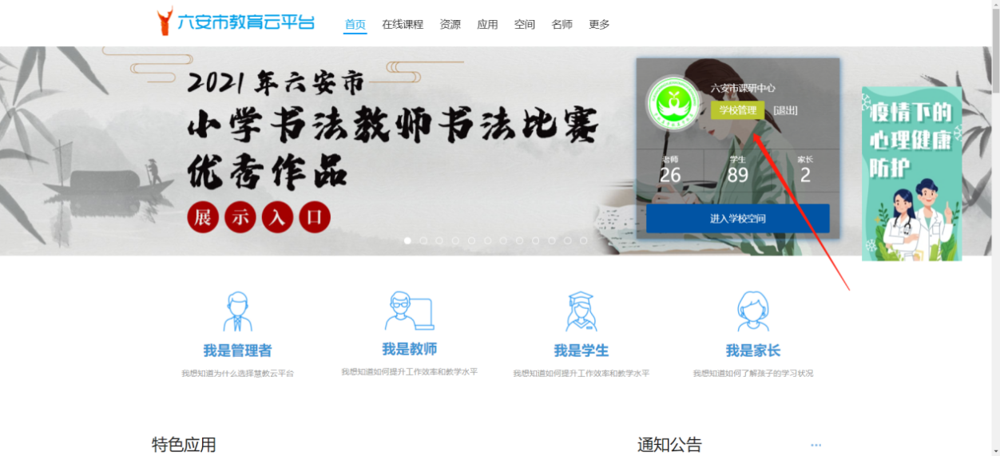 六安市教育云平台
首页 在线课程 资源 应用 空间 名师 更多
2021年六安市
小学书法教师书法比赛
优秀作品
展示入口
六安市课研中心
学校管理 [退出]
老师 学生 家长
26 89 2
进入学校空间
疫情下的
心理健康
防护
我是管理者
我想知道为什么选择慧教云平台
我是教师
我想知道如何提升工作效率和教学水平
我是学生
我想知道如何提升工作效率和教学水平
我是家长
我想知道如何了解孩子的学习状况
特色应用
通知公告